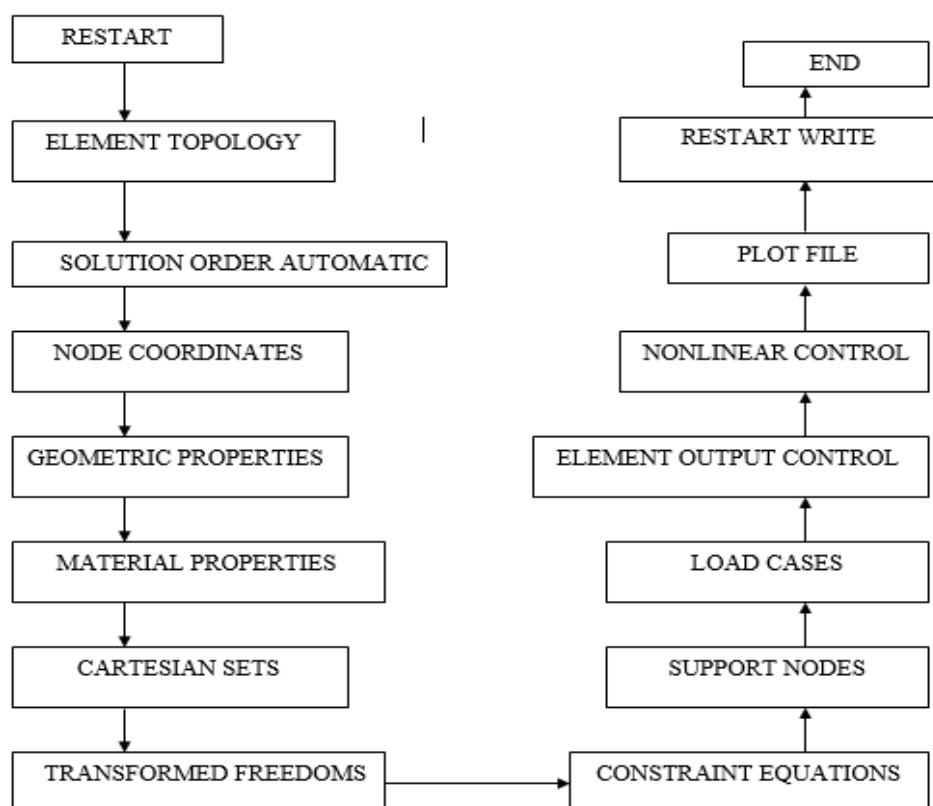 RESTART
ELEMENT TOPOLOGY
SOLUTION ORDER AUTOMATIC
NODE COORDINATES
GEOMETRIC PROPERTIES
MATERIAL PROPERTIES
CARTESIAN SETS
TRANSFORMED FREEDOMS
CONSTRAINT EQUATIONS
SUPPORT NODES
LOAD CASES
ELEMENT OUTPUT CONTROL
NONLINEAR CONTROL
PLOT FILE
RESTART WRITE
END